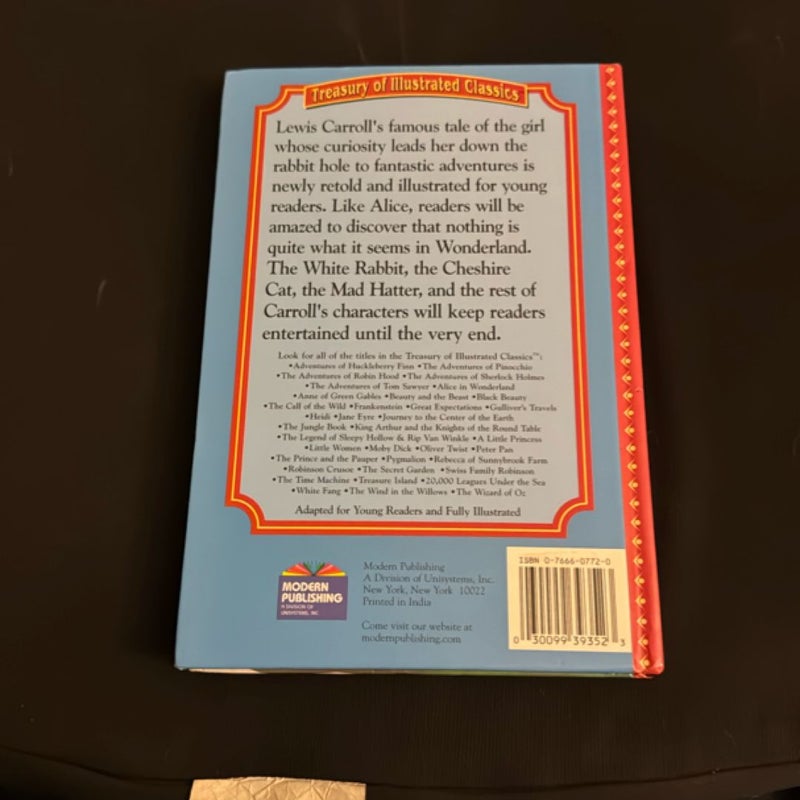 Treasury of Illustrated Classics
Lewis Carroll's famous tale of the girl
whose curiosity leads her down the
rabbit hole to fantastic adventures is
newly retold and illustrated for young
readers. Like Alice, readers will be
amazed to discover that nothing is
quite what it seems in Wonderland.
The White Rabbit, the Cheshire
Cat, the Mad Hatter, and the rest of
Carroll's characters will keep readers
entertained until the very end.
Look for all of the titles in the Treasury of Illustrated Classics™:
•Adventures of Huckleberry Finn •The Adventures of Pinocchio
•The Adventures of Robin Hood •The Adventures of Sherlock Holmes
•The Adventures of Tom Sawyer •Alice in Wonderland
•Anne of Green Gables •Beauty and the Beast •Black Beauty
•The Call of the Wild •Frankenstein •Great Expectations •Gulliver's Travels
•Heidi •Jane Eyre •Journey to the Center of the Earth
•The Jungle Book •King Arthur and the Knights of the Round Table
•The Legend of Sleepy Hollow & Rip Van Winkle •A Little Princess
•Little Women •Moby Dick •Oliver Twist •Peter Pan
•The Prince and the Pauper •Pygmalion •Rebecca of Sunnybrook Farm
•Robinson Crusoe •The Secret Garden •Swiss Family Robinson
•The Time Machine •Treasure Island •20,000 Leagues Under the Sea
•White Fang •The Wind in the Willows •The Wizard of Oz
Adapted for Young Readers and Fully Illustrated
MODERN
PUBLISHING
A DIVISION OF
UNISYSTEMS, INC.
Modern Publishing
A Division of Unisystems, Inc.
New York, New York 10022
Printed in India
Come visit our website at
modernpublishing.com
ISBN 0-7666-0772-0
0 30099 39352 3